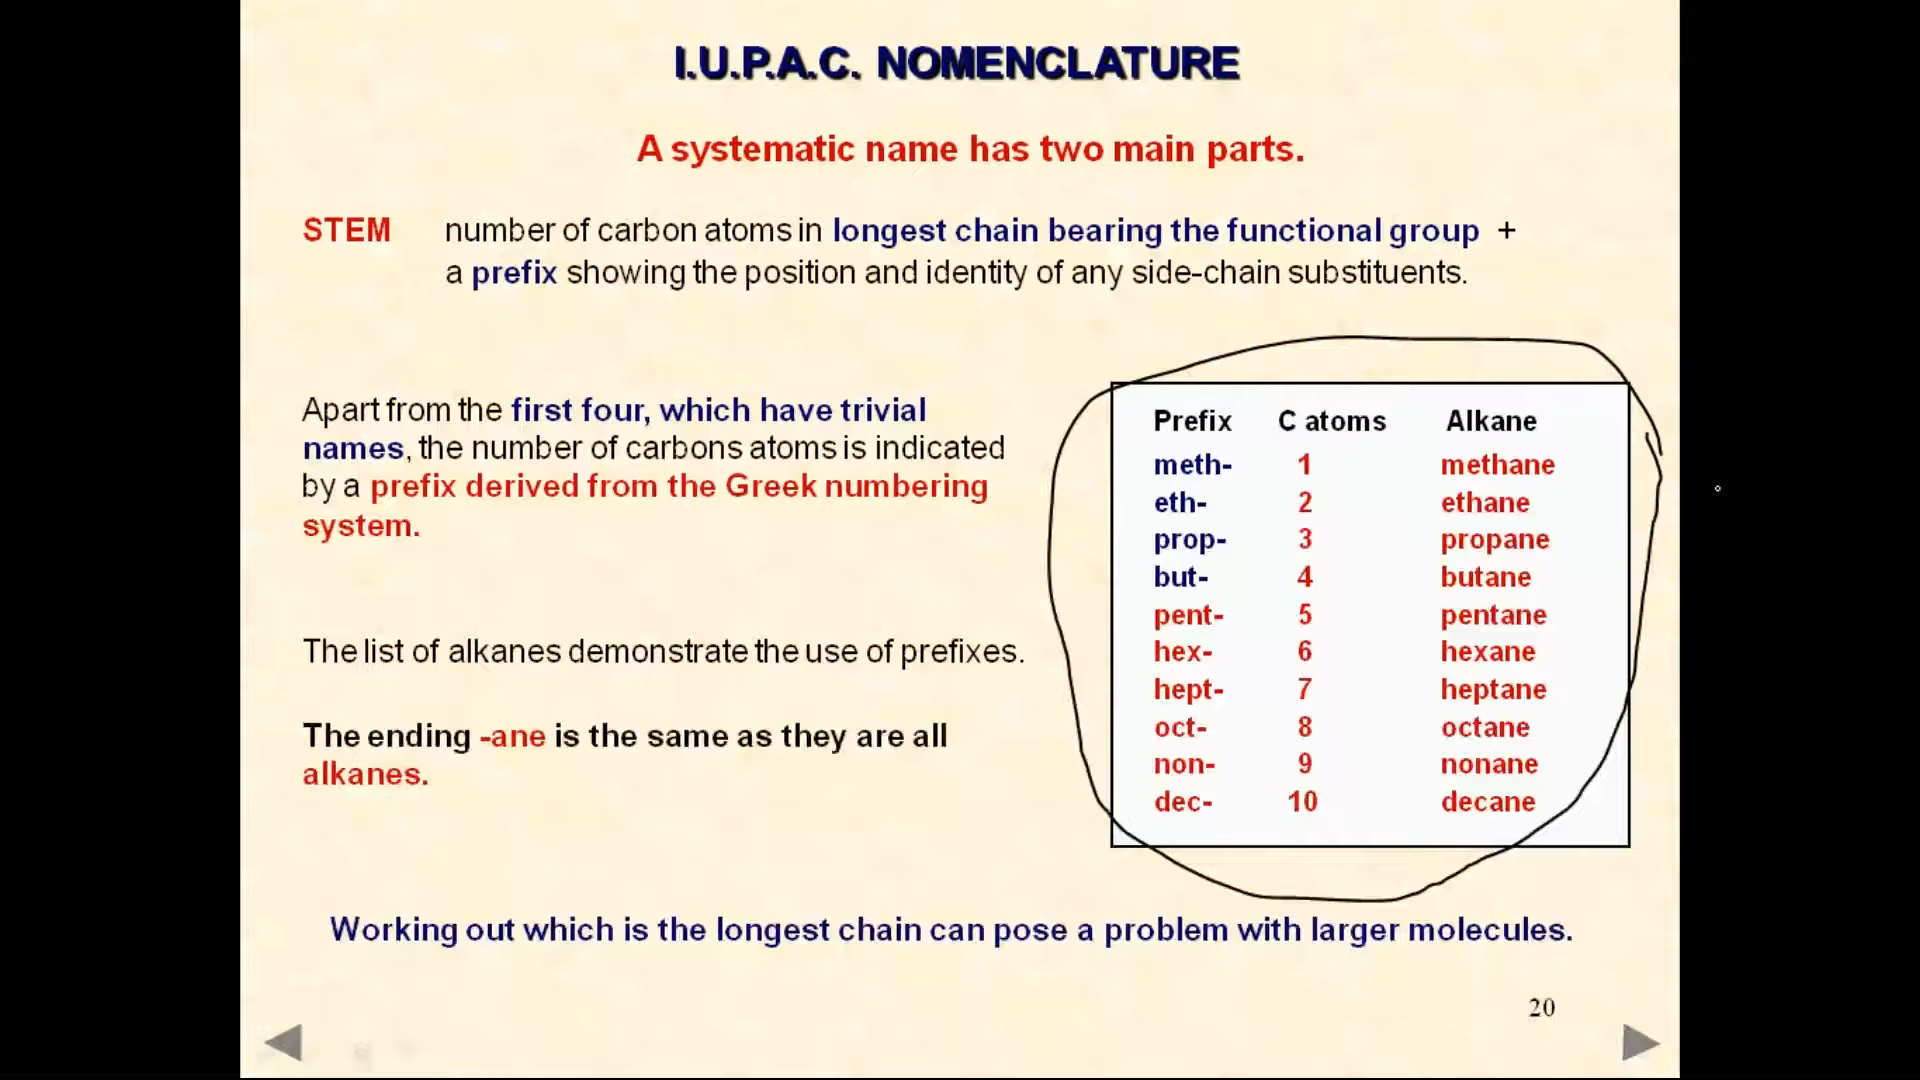 I.U.P.A.C. NOMENCLATURE
A systematic name has two main parts.
STEM number of carbon atoms in longest chain bearing the functional group +
a prefix showing the position and identity of any side-chain substituents.
Apart from the first four, which have trivial
names, the number of carbons atoms is indicated
by a prefix derived from the Greek numbering
system.
The list of alkanes demonstrate the use of prefixes.
The ending -ane is the same as they are all
alkanes.
Prefix C atoms Alkane
meth- 1 methane
eth- 2 ethane
prop- 3 propane
but- 4 butane
pent- 5 pentane
hex- 6 hexane
hept- 7 heptane
oct- 8 octane
non- 9 nonane
dec- 10 decane
Working out which is the longest chain can pose a problem with larger molecules.
20